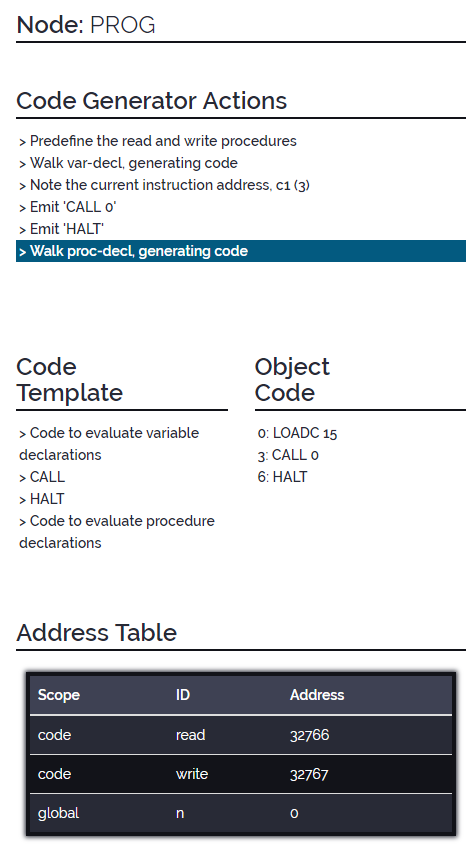 Node: PROG
Code Generator Actions
> Predefine the read and write procedures
> Walk var-decl, generating code
> Note the current instruction address, c1 (3)
> Emit 'CALL 0'
> Emit 'HALT'
> Walk proc-decl, generating code
Code
Template
> Code to evaluate variable
declarations
> CALL
> HALT
> Code to evaluate procedure
declarations
Object
Code
0: LOADC 15
3: CALL 0
6: HALT
Address Table
Scope ID Address
code read 32766
code write 32767
global n 0